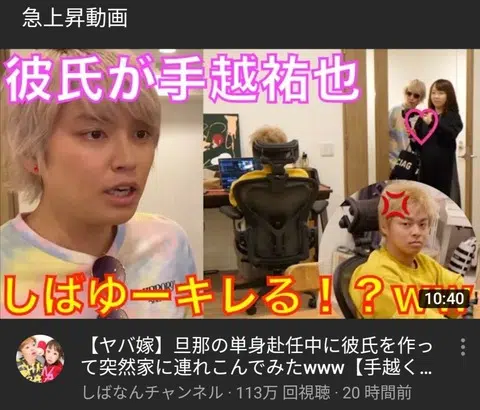 急上昇動画
彼氏が手越祐也
しばゆーキレる！？ww
10:40
【ヤバ嫁】旦那の単身赴任中に彼氏を作っ
て突然家に連れこんでみたwww【手越く...
しばなんチャンネル・113万 回視聴・20 時間前